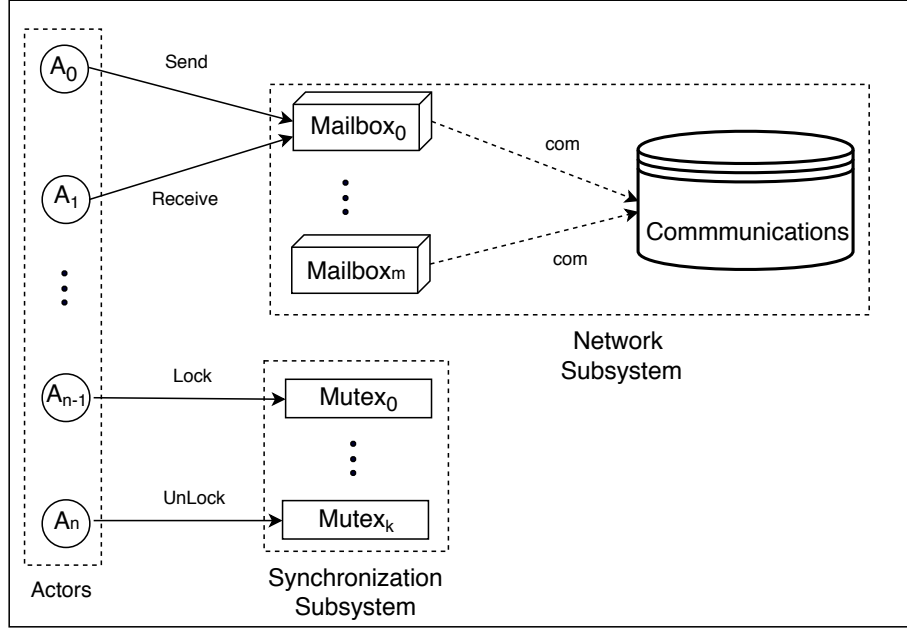 A0
Send
Mailbox0
com
A1
Receive
Commmunications
Mailboxm
com
Network
Subsystem
An-1
Lock
Mutex0
An
UnLock
Mutexk
Actors
Synchronization
Subsystem